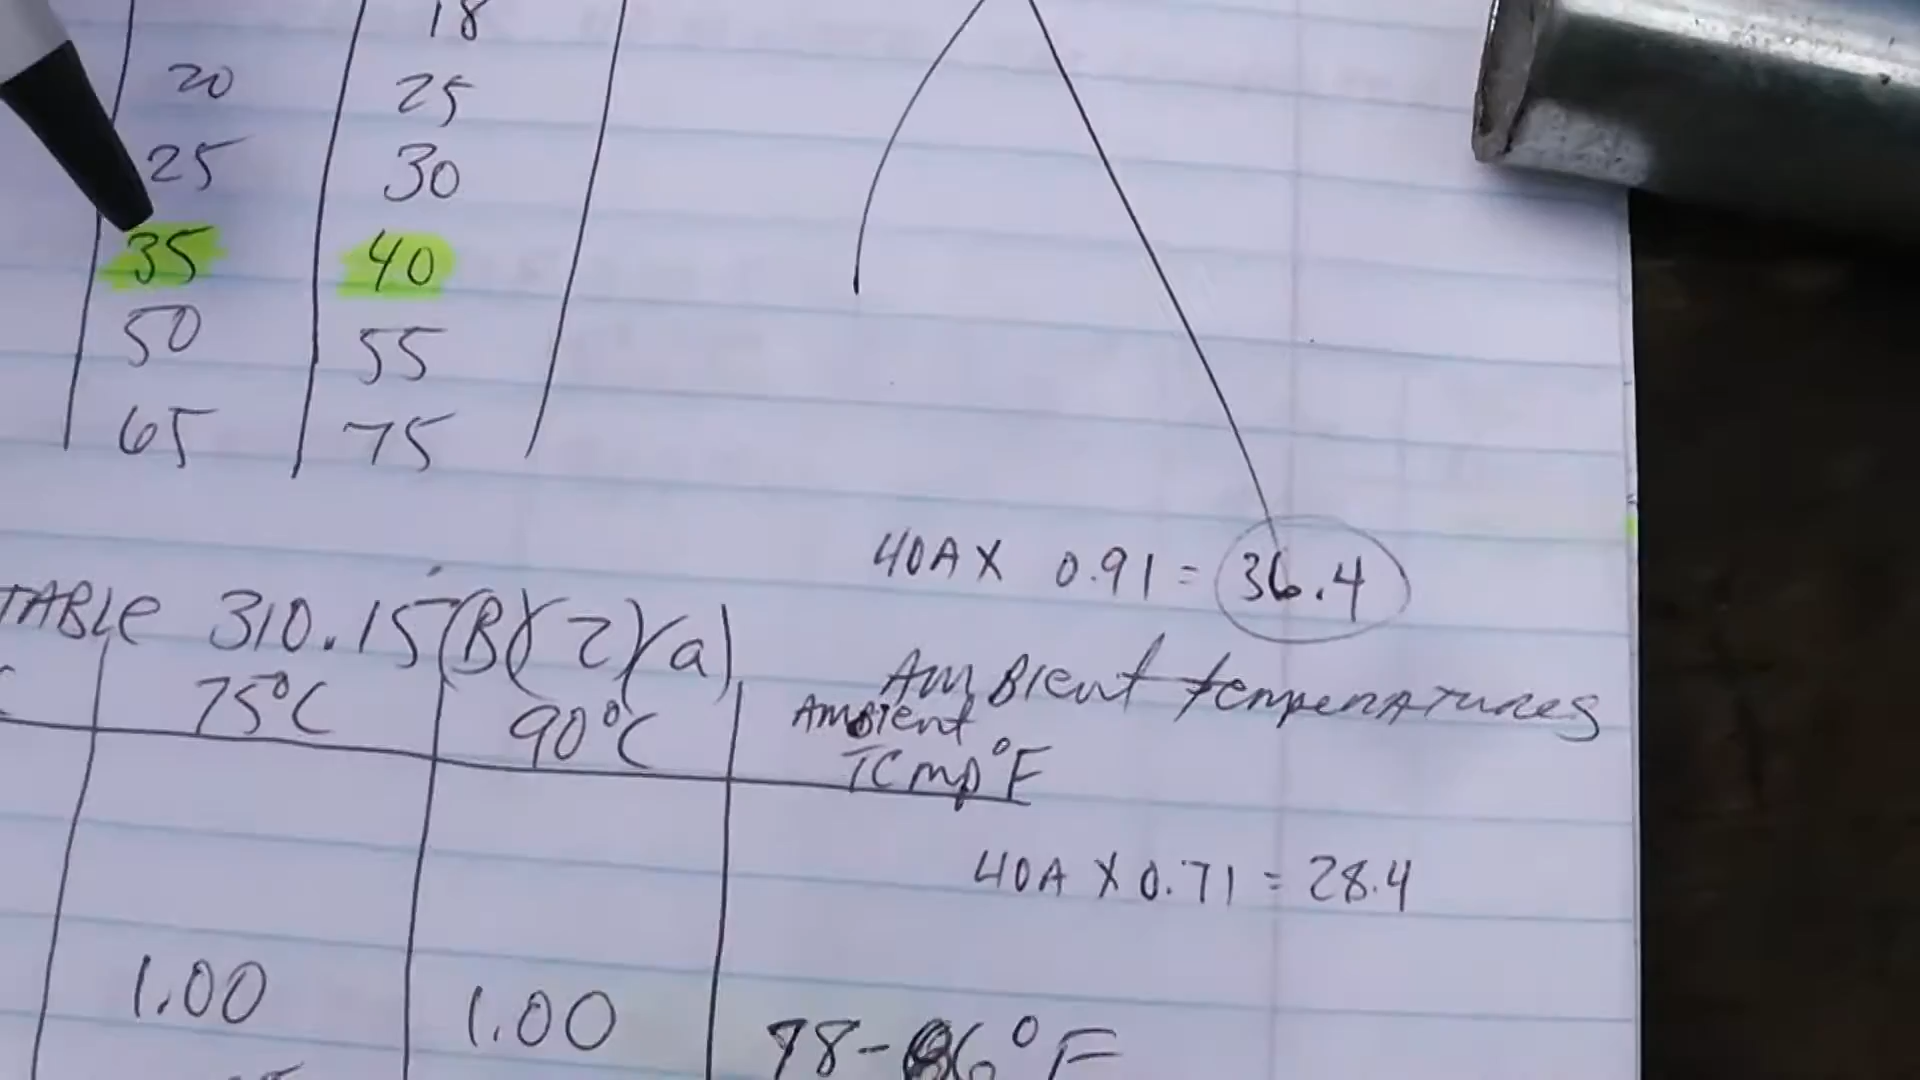 18
20 25
25 30
35 40
50 55
65 75
40A X 0.91 = 36.4
TABLE 310.15(B)(2)(a)
Ambient temperatures
75°C 90°C Ambient Temp °F
40A X 0.71 = 28.4
1.00 1.00 78-86°F